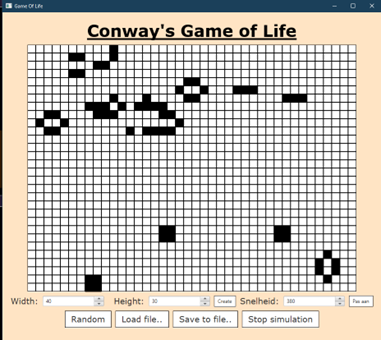 Game Of Life
Conway's Game of Life
Width: 40 Height: 30 Create Snelheid: 380 Pas aan
Random Load file.. Save to file.. Stop simulation